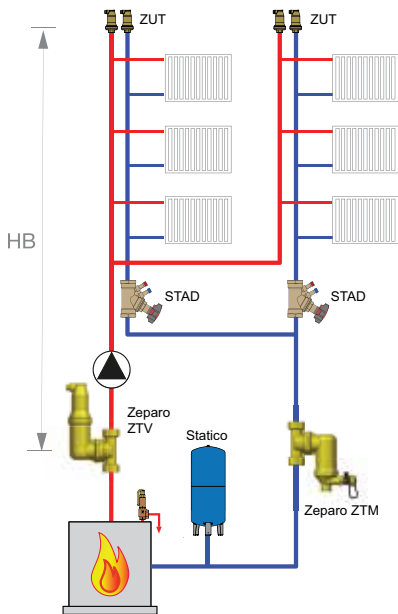 ZUT
ZUT
HB
STAD
STAD
Zeparo
ZTV
Statico
Zeparo ZTM